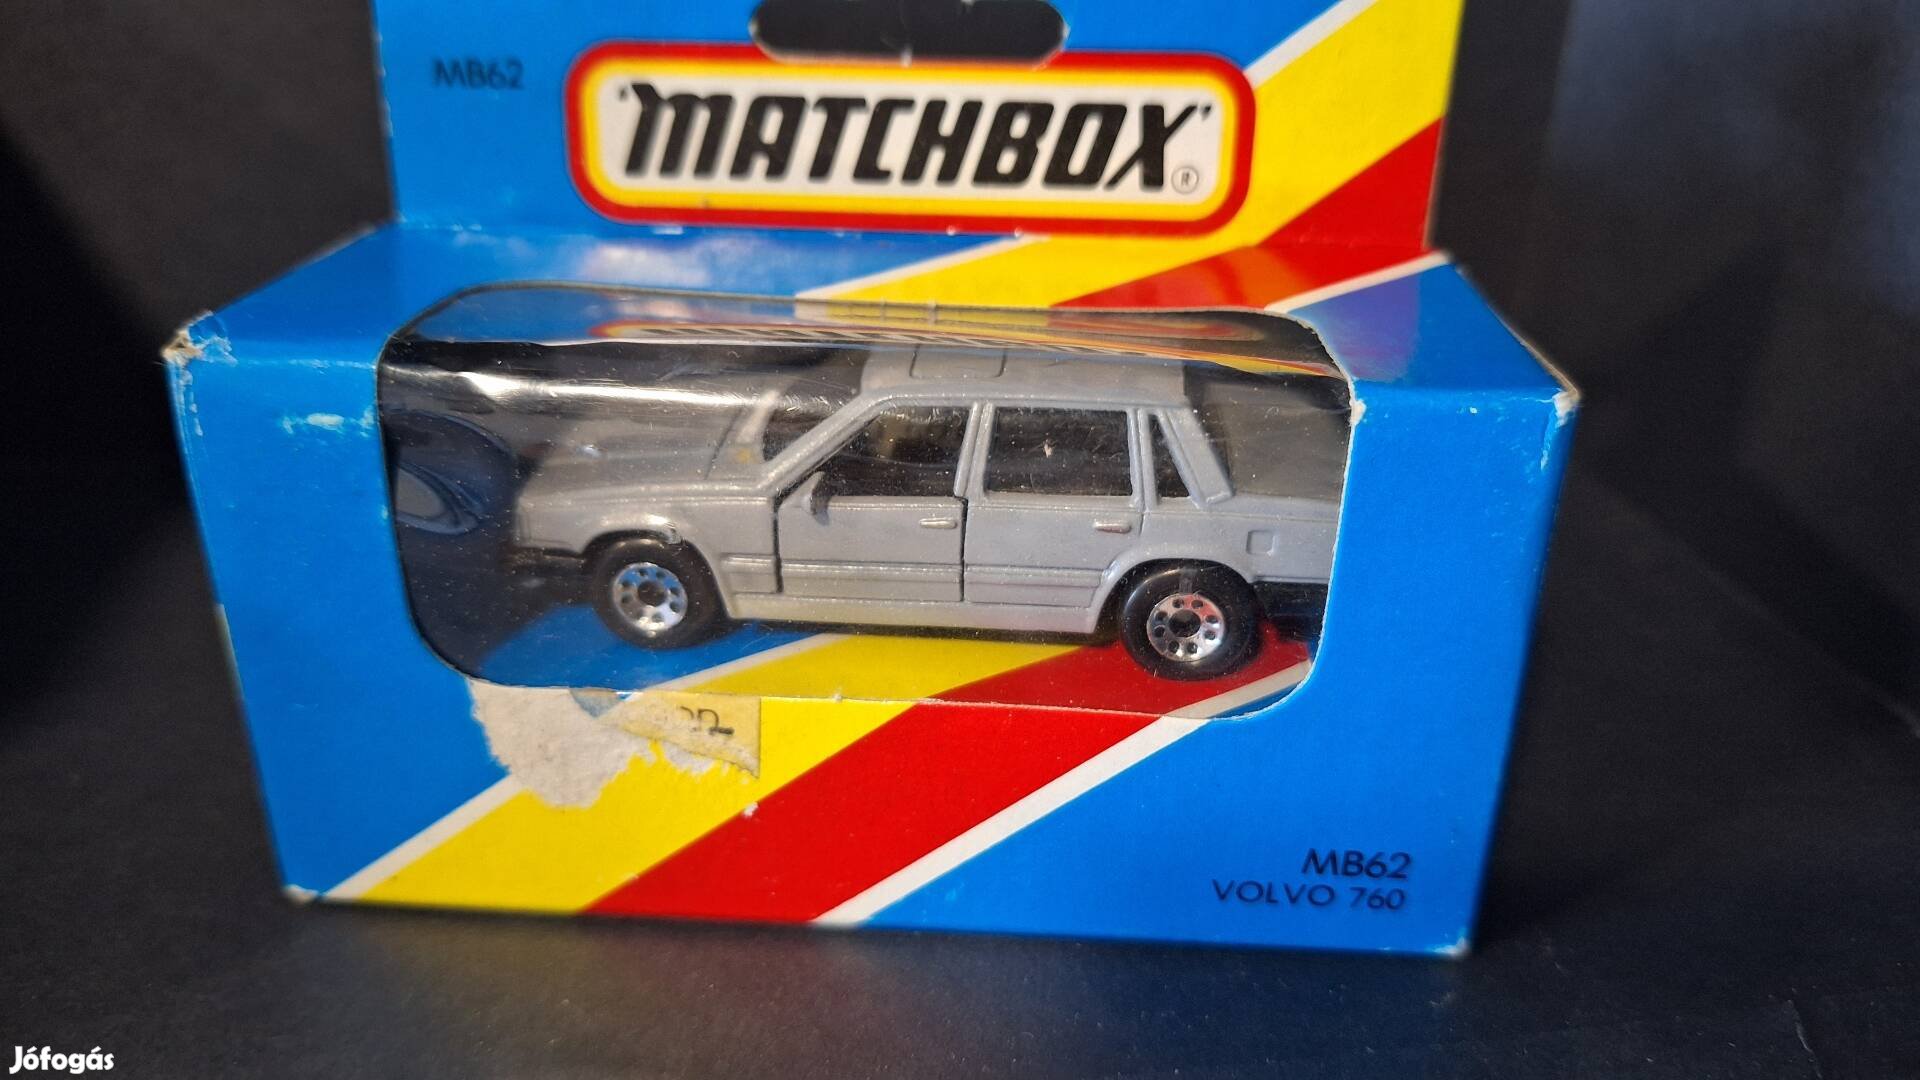 MB62
'MATCHBOX'®
MB62
VOLVO 760
Jófogás